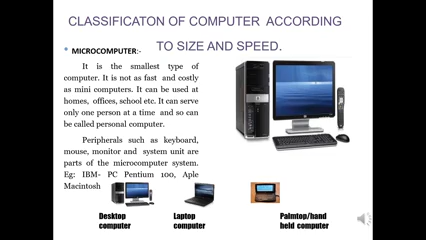 CLASSIFICATON OF COMPUTER ACCORDING
TO SIZE AND SPEED.
• MICROCOMPUTER:-
It is the smallest type of
computer. It is not as fast and costly
as mini computers. It can be used at
homes, offices, school etc. It can serve
only one person at a time and so can
be called personal computer.
Peripherals such as keyboard,
mouse, monitor and system unit are
parts of the microcomputer system.
Eg: IBM- PC Pentium 100, Aple
Macintosh
Desktop
computer
Laptop
computer
Palmtop/hand
held computer